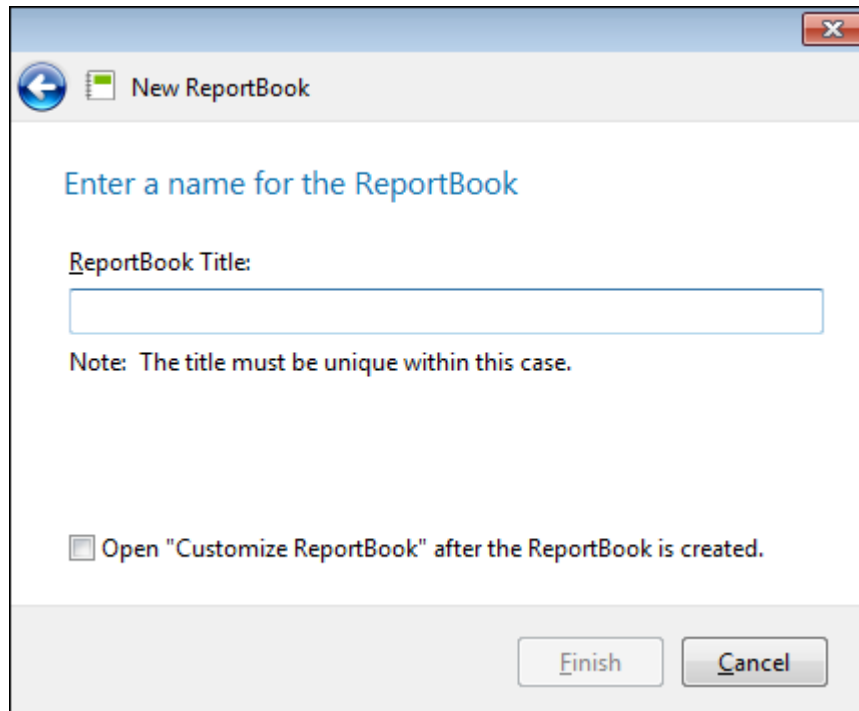 New ReportBook
Enter a name for the ReportBook
ReportBook Title:
Note: The title must be unique within this case.
Open "Customize ReportBook" after the ReportBook is created.
Finish
Cancel